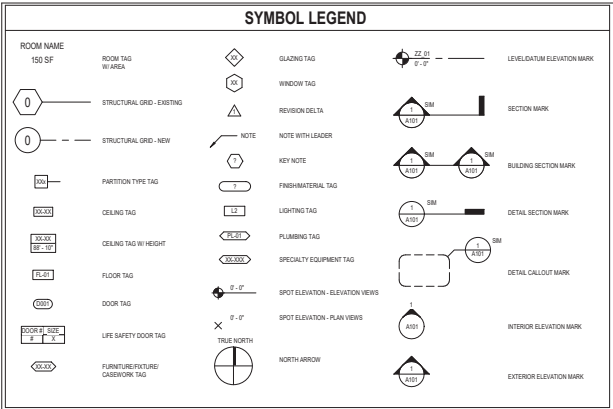 SYMBOL LEGEND
ROOM NAME
150 SF
ROOM TAG
W/ AREA
0
STRUCTURAL GRID - EXISTING
0
STRUCTURAL GRID - NEW
XXx
PARTITION TYPE TAG
XX-XX
CEILING TAG
XX-XX
88' - 10"
CEILING TAG W/ HEIGHT
FL-01
FLOOR TAG
D001
DOOR TAG
DOOR # SIZE
# X
LIFE SAFETY DOOR TAG
XX-XX
FURNITURE/FIXTURE/
CASEWORK TAG
XX
GLAZING TAG
XX
WINDOW TAG
REVISION DELTA
NOTE
NOTE WITH LEADER
?
KEY NOTE
?
FINISH/MATERIAL TAG
L2
LIGHTING TAG
PL-01
PLUMBING TAG
XX-XXX
SPECIALTY EQUIPMENT TAG
0' - 0"
SPOT ELEVATION - ELEVATION VIEWS
0' - 0"
SPOT ELEVATION - PLAN VIEWS
TRUE NORTH
NORTH ARROW
ZZ_01
0' - 0"
LEVEL/DATUM ELEVATION MARK
SIM
1
A101
SECTION MARK
SIM SIM
1 1
A101 A101
BUILDING SECTION MARK
SIM
1
A101
DETAIL SECTION MARK
SIM
1
A101
DETAIL CALLOUT MARK
1
A101
INTERIOR ELEVATION MARK
1
A101
EXTERIOR ELEVATION MARK